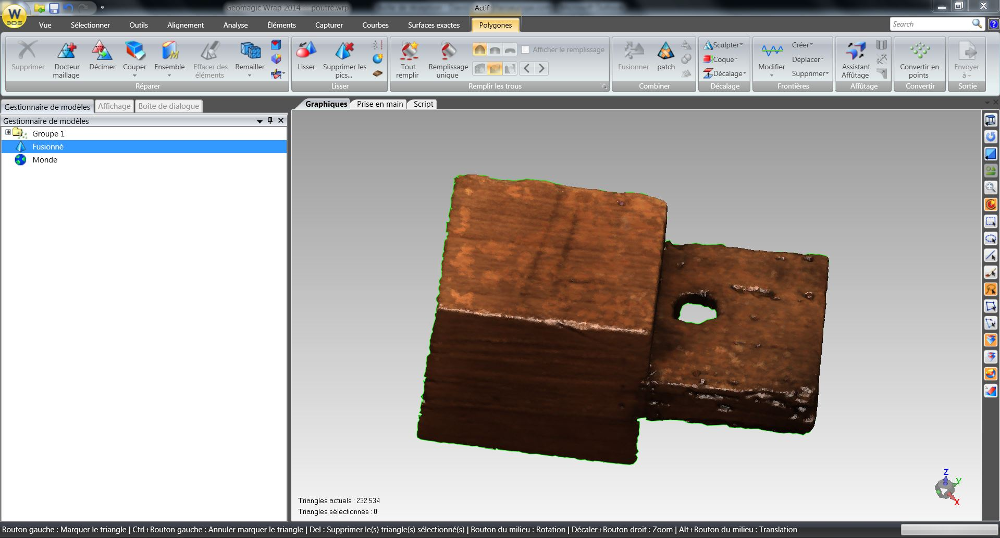 Geomagic Wrap 2014 -- poutre.wrp
Actif
W
3DS
Vue Sélectionner Outils Alignement Analyse Éléments Capturer Courbes Surfaces exactes Polygones
Search
?
Supprimer
Docteur maillage
Décimer
Couper
Ensemble
Effacer des éléments
Remailler
Réparer
Lisser
Supprimer les pics...
Lisser
Tout remplir
Remplissage unique
Afficher le remplissage
Remplir les trous
Fusionner
patch
Combiner
Sculpter
Coque
Décalage
Décalage
Modifier
Créer
Déplacer
Supprimer
Frontières
Assistant Affûtage
Affûtage
Convertir en points
Convertir
Envoyer à
Sortie
Gestionnaire de modèles Affichage Boîte de dialogue
Gestionnaire de modèles
Groupe 1
Fusionné
Monde
Graphiques Prise en main Script
Z
Y
X
Triangles actuels : 232 534
Triangles sélectionnés : 0
Bouton gauche : Marquer le triangle | Ctrl+Bouton gauche : Annuler marquer le triangle | Del : Supprimer le(s) triangle(s) sélectionné(s) | Bouton du milieu : Rotation | Décaler+Bouton droit : Zoom | Alt+Bouton du milieu : Translation